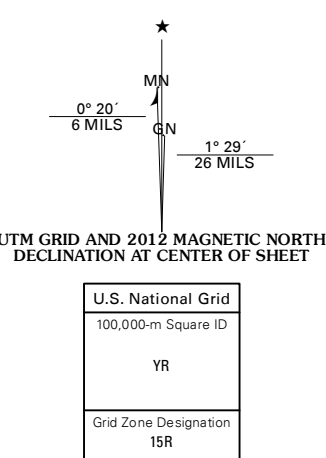 ★
MN
0° 20´
6 MILS
GN
1° 29´
26 MILS
UTM GRID AND 2012 MAGNETIC NORTH
DECLINATION AT CENTER OF SHEET
U.S. National Grid
100,000-m Square ID
YR
Grid Zone Designation
15R